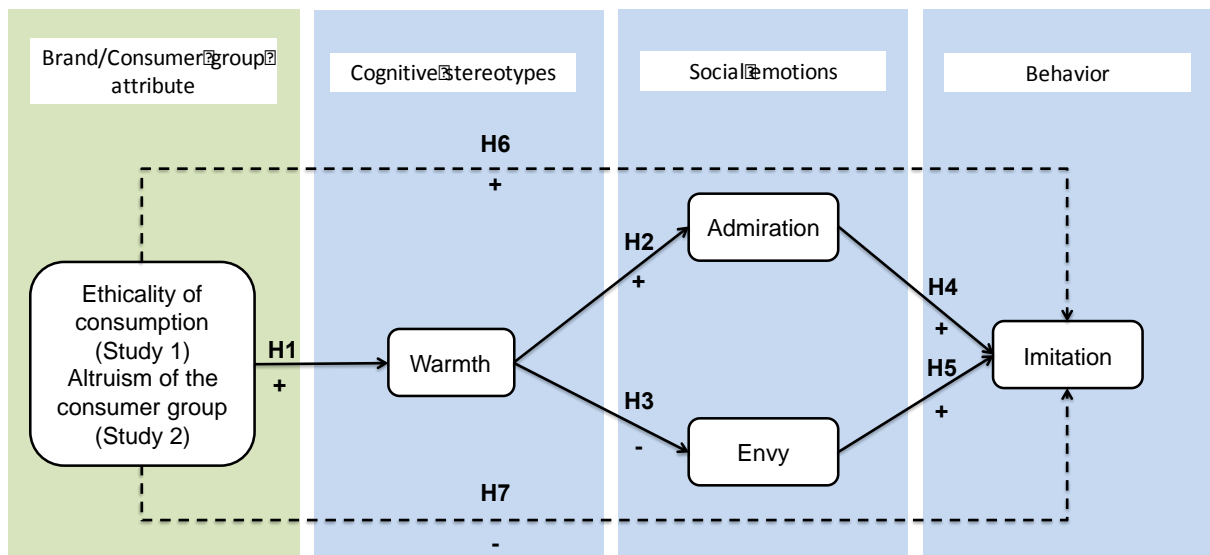 Brand/Consumer group
attribute
Cognitive stereotypes
Social emotions
Behavior
H6
+
Admiration
H2
+
H4
+
Ethicality of
consumption
(Study 1)
Altruism of the
consumer group
(Study 2)
H1
+
Warmth
Imitation
H3
-
H5
+
Envy
H7
-